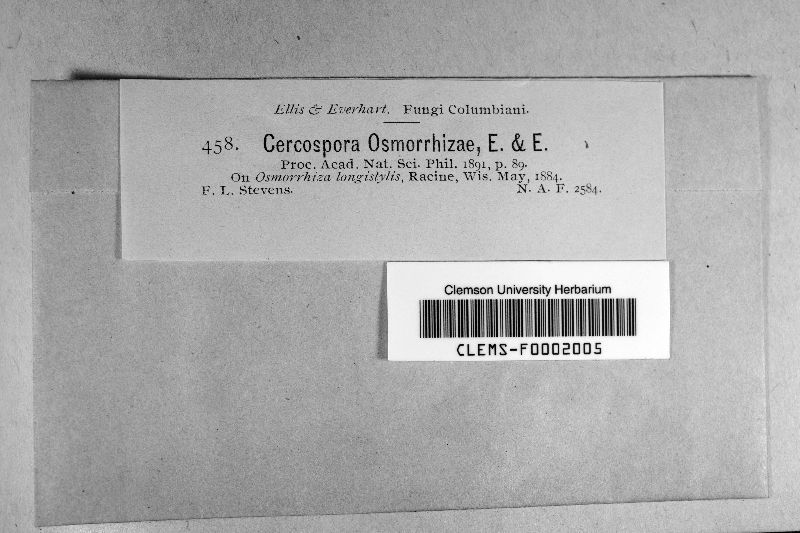 Ellis & Everhart. Fungi Columbiani.
458. Cercospora Osmorrhizae, E. & E.
Proc. Acad. Nat. Sci. Phil. 1891, p. 89.
On Osmorrhiza longistylis, Racine, Wis. May, 1884.
F. L. Stevens. N. A. F. 2584.
Clemson University Herbarium
CLEMS-F0002005